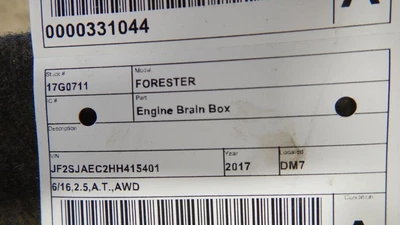 0000331044
A
Stock #
Model
17G0711
FORESTER
IC#
Part
Engine Brain Box
Description
VIN
Year
Location
JF2SJAEC2HH415401
2017
DM7
6/16,2.5,A.T.,AWD
A